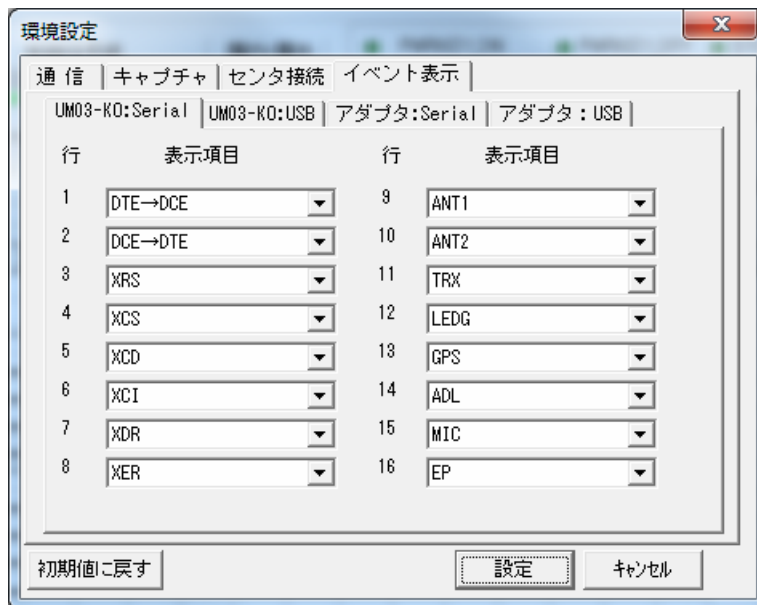 環境設定
通 信 キャプチャ センタ接続 イベント表示
UM03-KO:Serial UM03-KO:USB アダプタ:Serial アダプタ:USB
行 表示項目 行 表示項目
1 DTE→DCE 9 ANT1
2 DCE→DTE 10 ANT2
3 XRS 11 TRX
4 XCS 12 LEDG
5 XCD 13 GPS
6 XCI 14 ADL
7 XDR 15 MIC
8 XER 16 EP
初期値に戻す 設定 ｷｬﾝｾﾙ